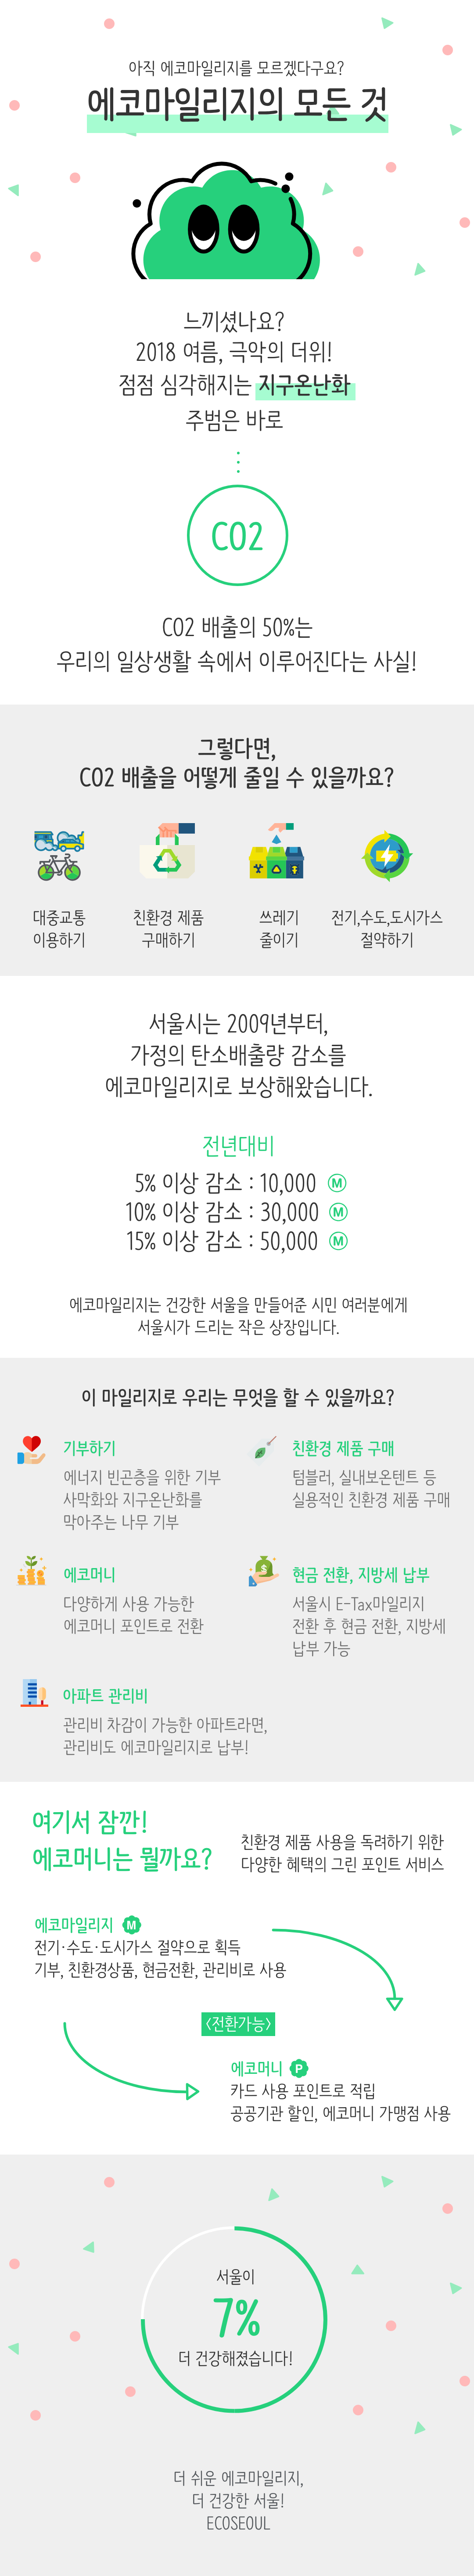 아직 에코마일리지를 모르겠다구요?
에코마일리지의 모든 것
느끼셨나요?
2018 여름, 극악의 더위!
점점 심각해지는 지구온난화
주범은 바로
CO2
CO2 배출의 50%는
우리의 일상생활 속에서 이루어진다는 사실!
그렇다면,
CO2 배출을 어떻게 줄일 수 있을까요?
대중교통
이용하기
친환경 제품
구매하기
쓰레기
줄이기
전기,수도,도시가스
절약하기
서울시는 2009년부터,
가정의 탄소배출량 감소를
에코마일리지로 보상해왔습니다.
전년대비
5% 이상 감소 : 10,000 M
10% 이상 감소 : 30,000 M
15% 이상 감소 : 50,000 M
에코마일리지는 건강한 서울을 만들어준 시민 여러분에게
서울시가 드리는 작은 상장입니다.
이 마일리지로 우리는 무엇을 할 수 있을까요?
기부하기
에너지 빈곤층을 위한 기부
사막화와 지구온난화를
막아주는 나무 기부
친환경 제품 구매
텀블러, 실내보온텐트 등
실용적인 친환경 제품 구매
에코머니
다양하게 사용 가능한
에코머니 포인트로 전환
현금 전환, 지방세 납부
서울시 E-Tax마일리지
전환 후 현금 전환, 지방세
납부 가능
아파트 관리비
관리비 차감이 가능한 아파트라면,
관리비도 에코마일리지로 납부!
여기서 잠깐!
에코머니는 뭘까요?
친환경 제품 사용을 독려하기 위한
다양한 혜택의 그린 포인트 서비스
에코마일리지 M
전기·수도·도시가스 절약으로 획득
기부, 친환경상품, 현금전환, 관리비로 사용
<전환가능>
에코머니 P
카드 사용 포인트로 적립
공공기관 할인, 에코머니 가맹점 사용
서울이
7%
더 건강해졌습니다!
더 쉬운 에코마일리지,
더 건강한 서울!
ECOSEOUL